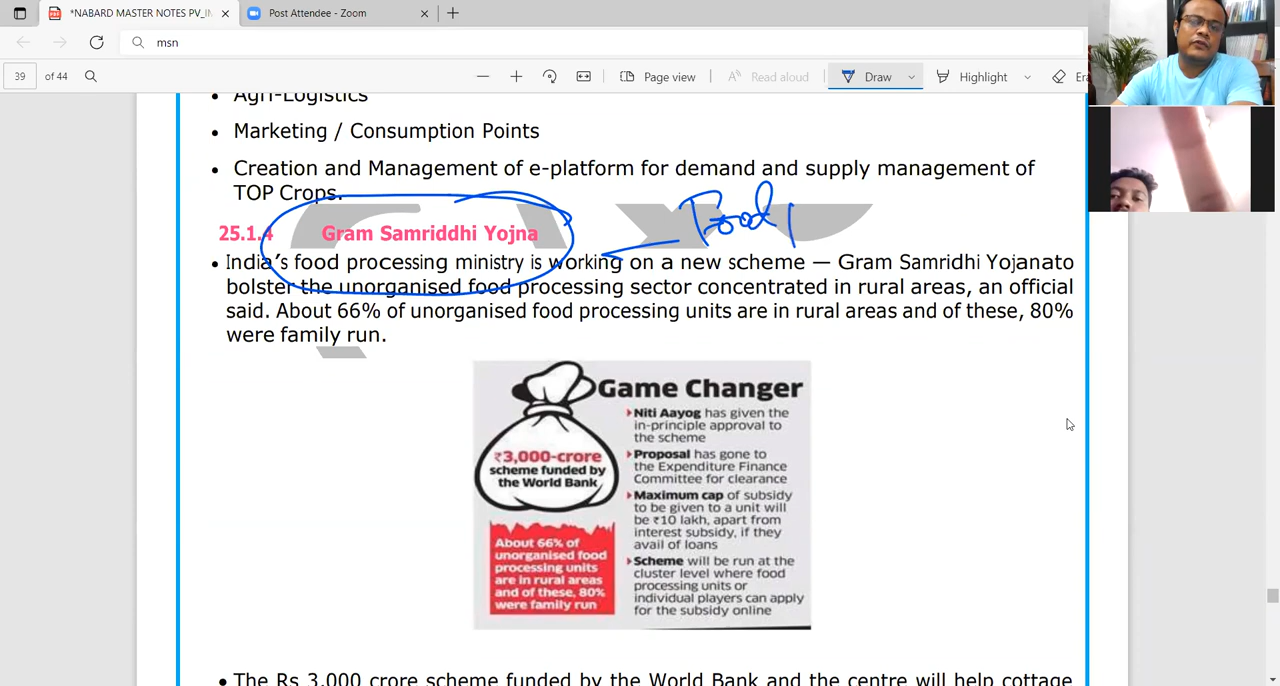 *NABARD MASTER NOTES PV_IN
Post Attendee - Zoom
msn
39 of 44
Page view
Read aloud
Draw
Highlight
Era
Agri-Logistics
Marketing / Consumption Points
Creation and Management of e-platform for demand and supply management of
TOP Crops.
Food
25.1.4 Gram Samriddhi Yojna
India's food processing ministry is working on a new scheme — Gram Samridhi Yojanato
bolster the unorganised food processing sector concentrated in rural areas, an official
said. About 66% of unorganised food processing units are in rural areas and of these, 80%
were family run.
Game Changer
₹3,000-crore
scheme funded by
the World Bank
About 66% of
unorganised food
processing units
are in rural areas
and of these, 80%
were family run
Niti Aayog has given the
in-principle approval to
the scheme
Proposal has gone to
the Expenditure Finance
Committee for clearance
Maximum cap of subsidy
to be given to a unit will
be ₹10 lakh, apart from
interest subsidy, if they
avail of loans
Scheme will be run at the
cluster level where food
processing units or
individual players can apply
for the subsidy online
The Rs 3,000 crore scheme funded by the World Bank and the centre will help cottage